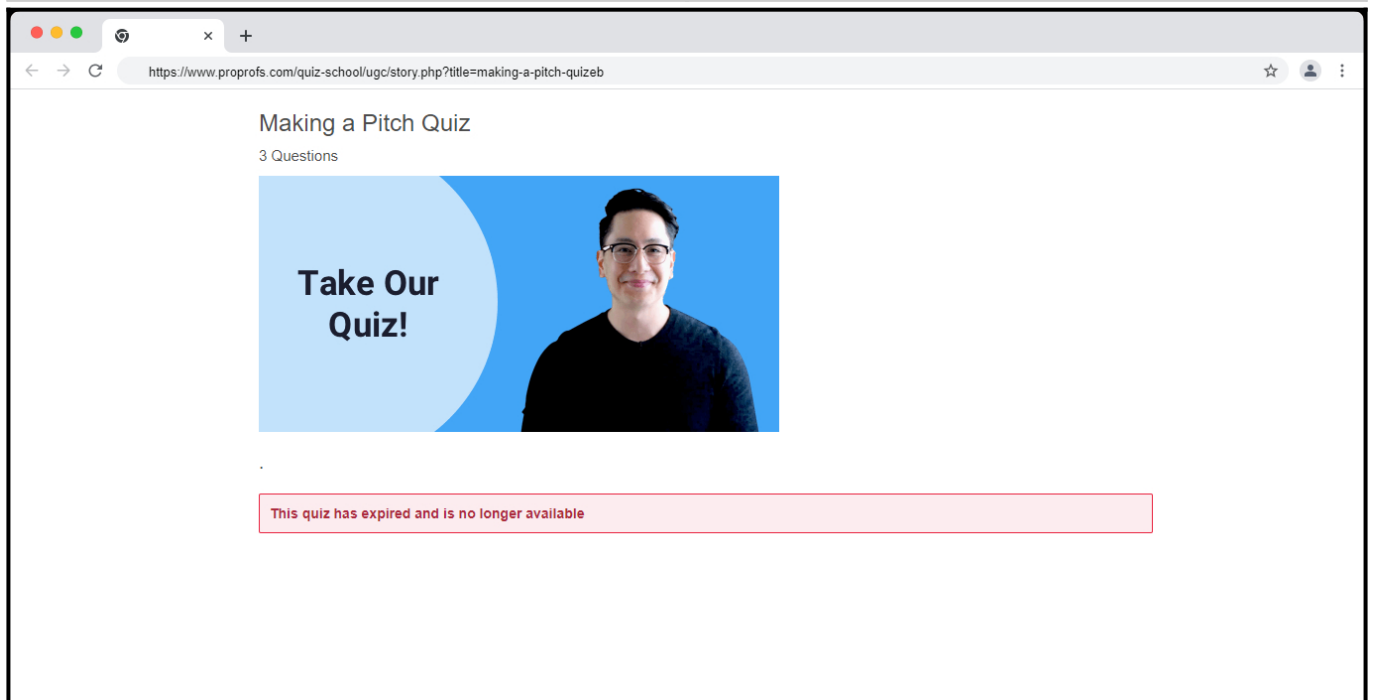 https://www.proprofs.com/quiz-school/ugc/story.php?title=making-a-pitch-quizeb
Making a Pitch Quiz
3 Questions
Take Our
Quiz!
.
This quiz has expired and is no longer available